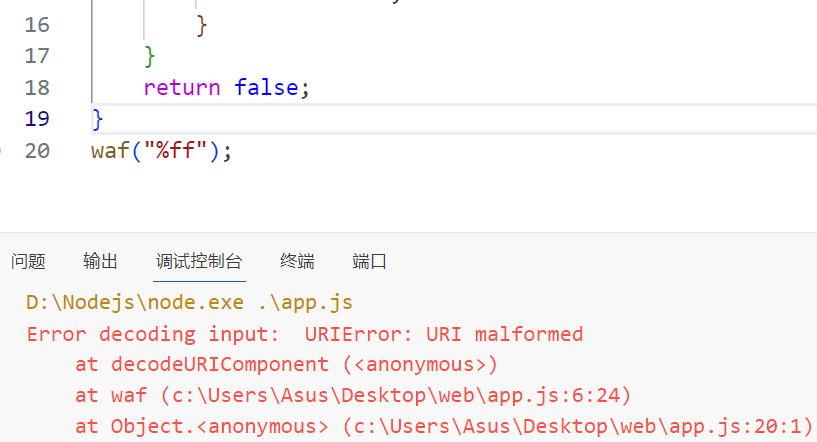 16 }
17 }
18 return false;
19 }
20 waf("%ff");
问题 输出 调试控制台 终端 端口
D:\Nodejs\node.exe .\app.js
Error decoding input:  URIError: URI malformed
    at decodeURIComponent (<anonymous>)
    at waf (c:\Users\Asus\Desktop\web\app.js:6:24)
    at Object.<anonymous> (c:\Users\Asus\Desktop\web\app.js:20:1)